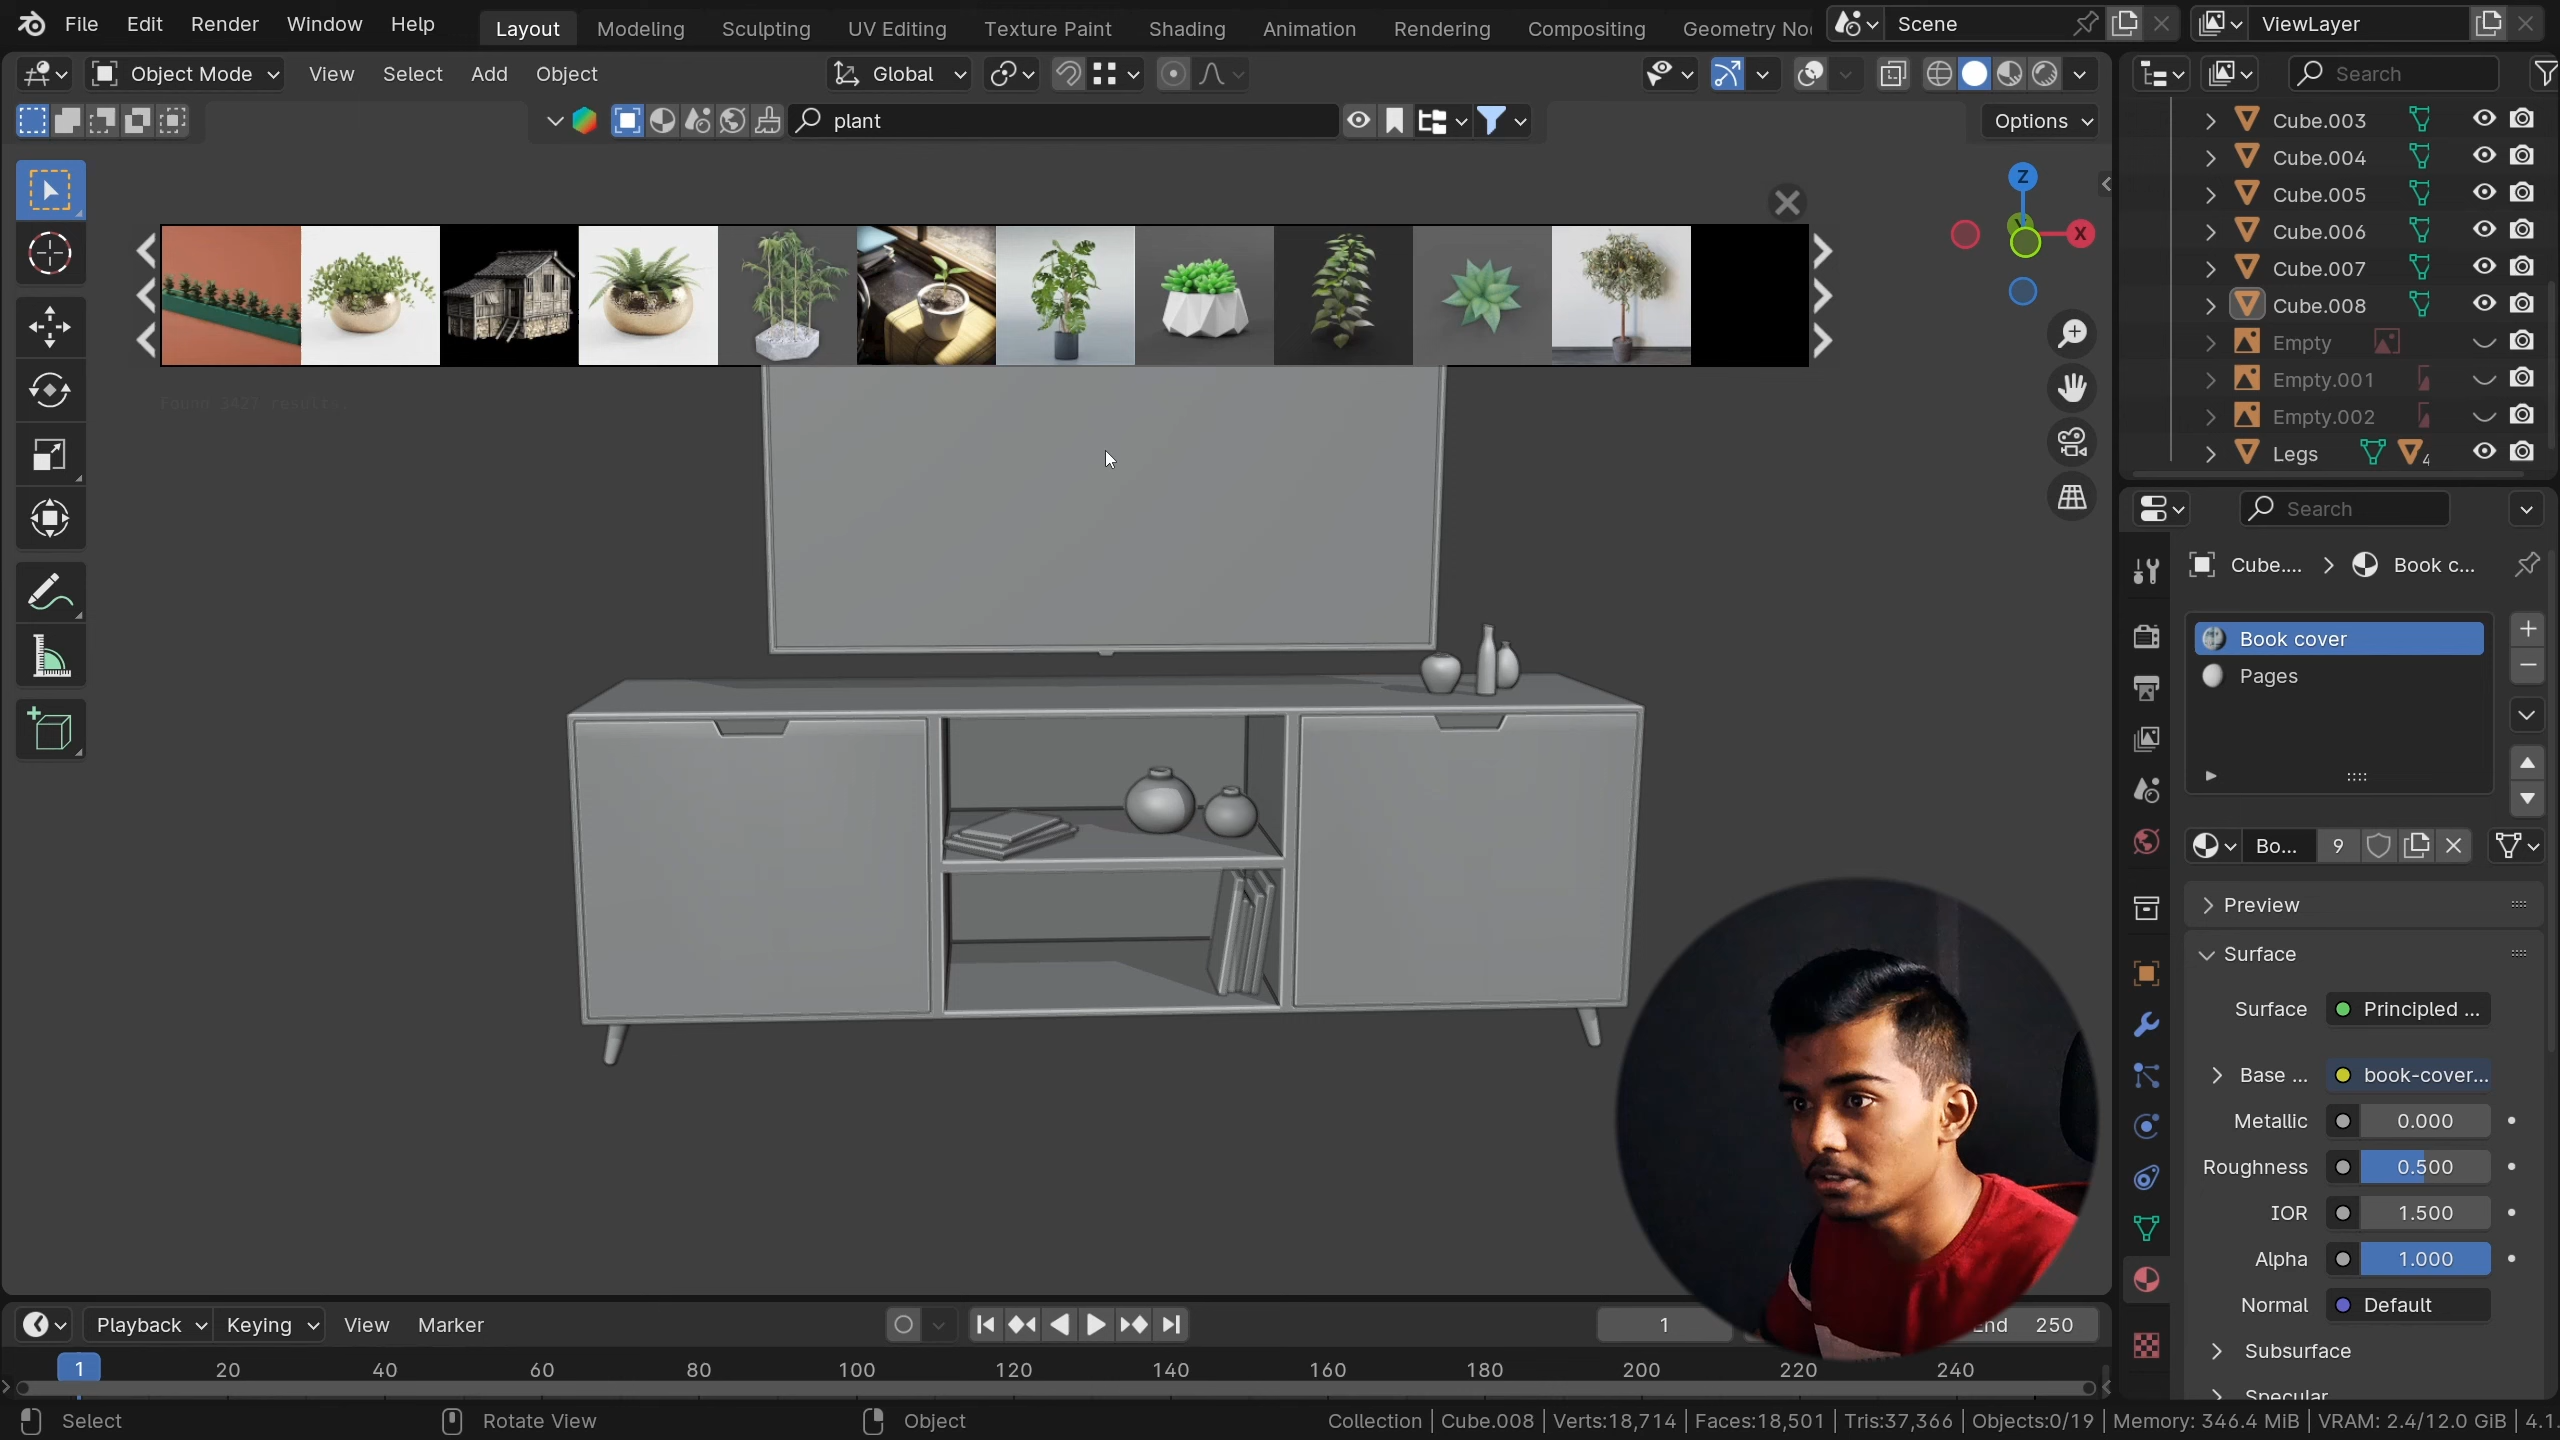 File Edit Render Window Help Layout Modeling Sculpting UV Editing Texture Paint Shading Animation Rendering Compositing Geometry No Scene ViewLayer
Object Mode View Select Add Object Global Search
plant Options
Cube.003
Cube.004
Cube.005
Cube.006
Cube.007
Cube.008
Empty
Empty.001
Empty.002
Legs 4
Z
X
Found 3427 results.
Search
Cube.... Book c...
Book cover
Pages
Bo... 9
Preview
Surface
Surface Principled ...
Base ... book-cover...
Metallic 0.000
Roughness 0.500
IOR 1.500
Alpha 1.000
Normal Default
Subsurface
Specular
Playback Keying View Marker 1 End 250
1 20 40 60 80 100 120 140 160 180 200 220 240
Select Rotate View Object Collection | Cube.008 | Verts:18,714 | Faces:18,501 | Tris:37,366 | Objects:0/19 | Memory: 346.4 MiB | VRAM: 2.4/12.0 GiB | 4.1.